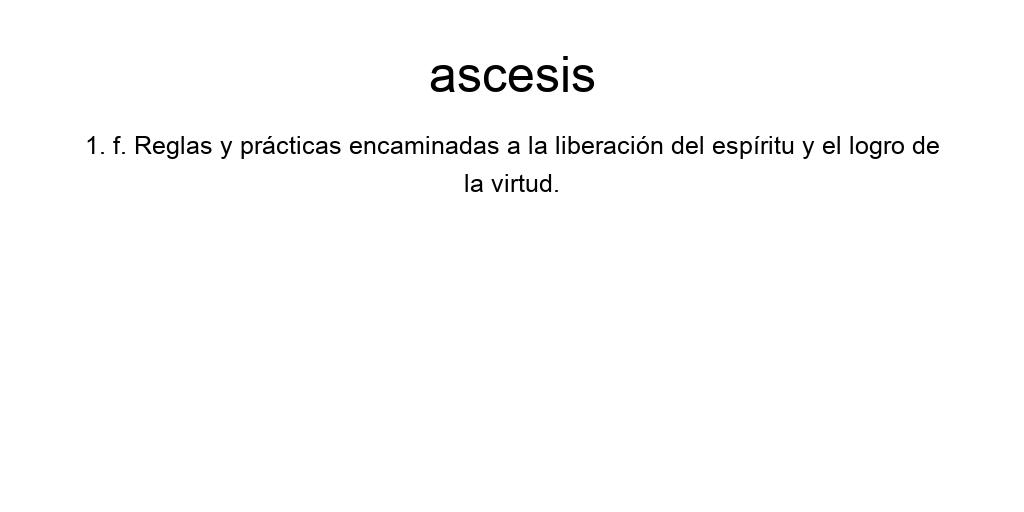 ascesis
1. f. Reglas y prácticas encaminadas a la liberación del espíritu y el logro de
la virtud.